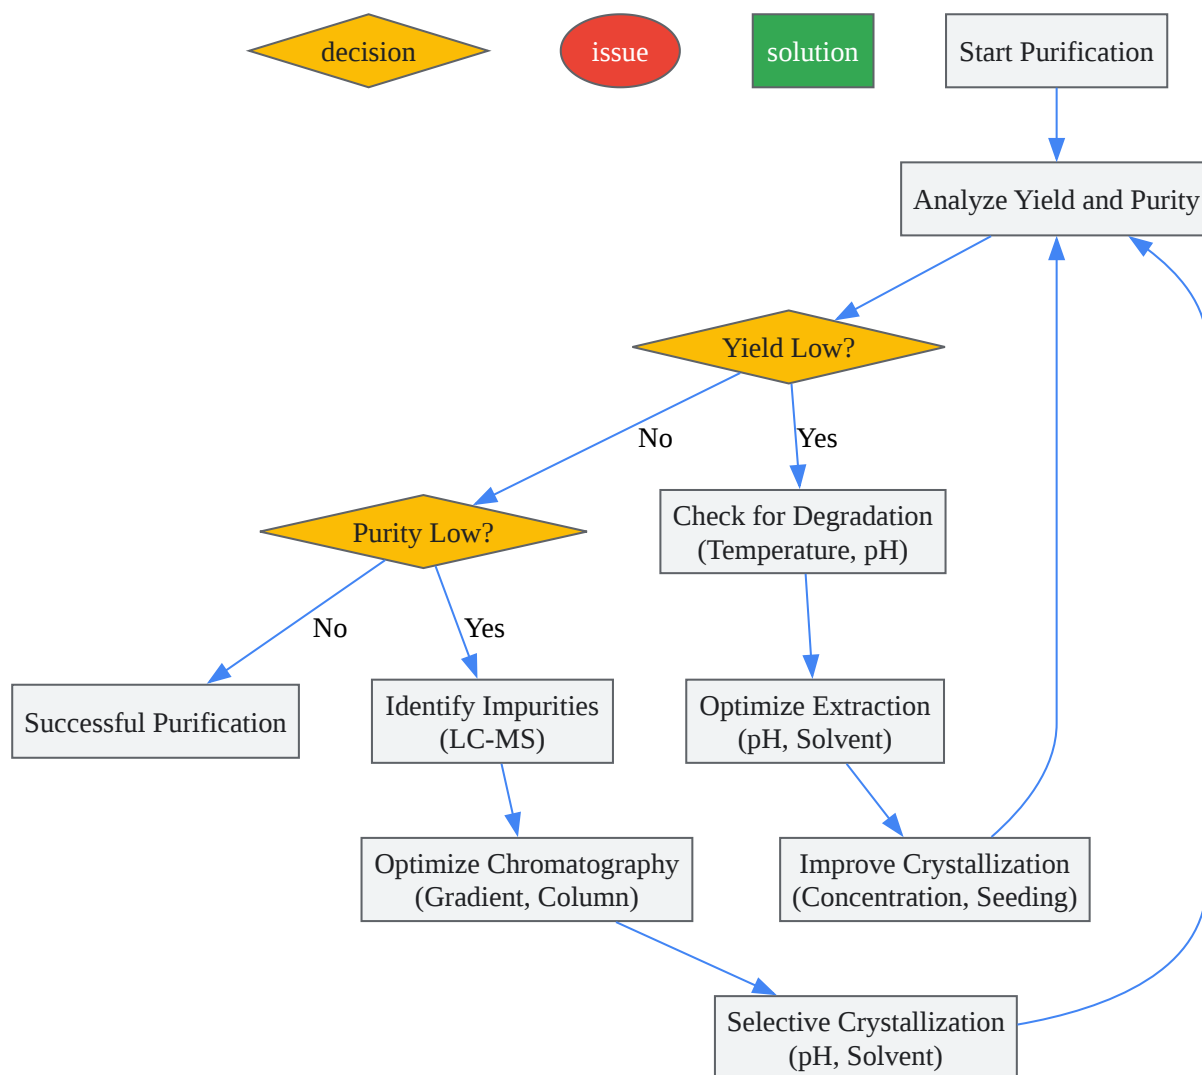 decision
issue
solution
Start Purification
Analyze Yield and Purity
Yield Low?
No
Yes
Purity Low?
Check for Degradation
(Temperature, pH)
No
Yes
Successful Purification
Identify Impurities
(LC-MS)
Optimize Extraction
(pH, Solvent)
Optimize Chromatography
(Gradient, Column)
Improve Crystallization
(Concentration, Seeding)
Selective Crystallization
(pH, Solvent)